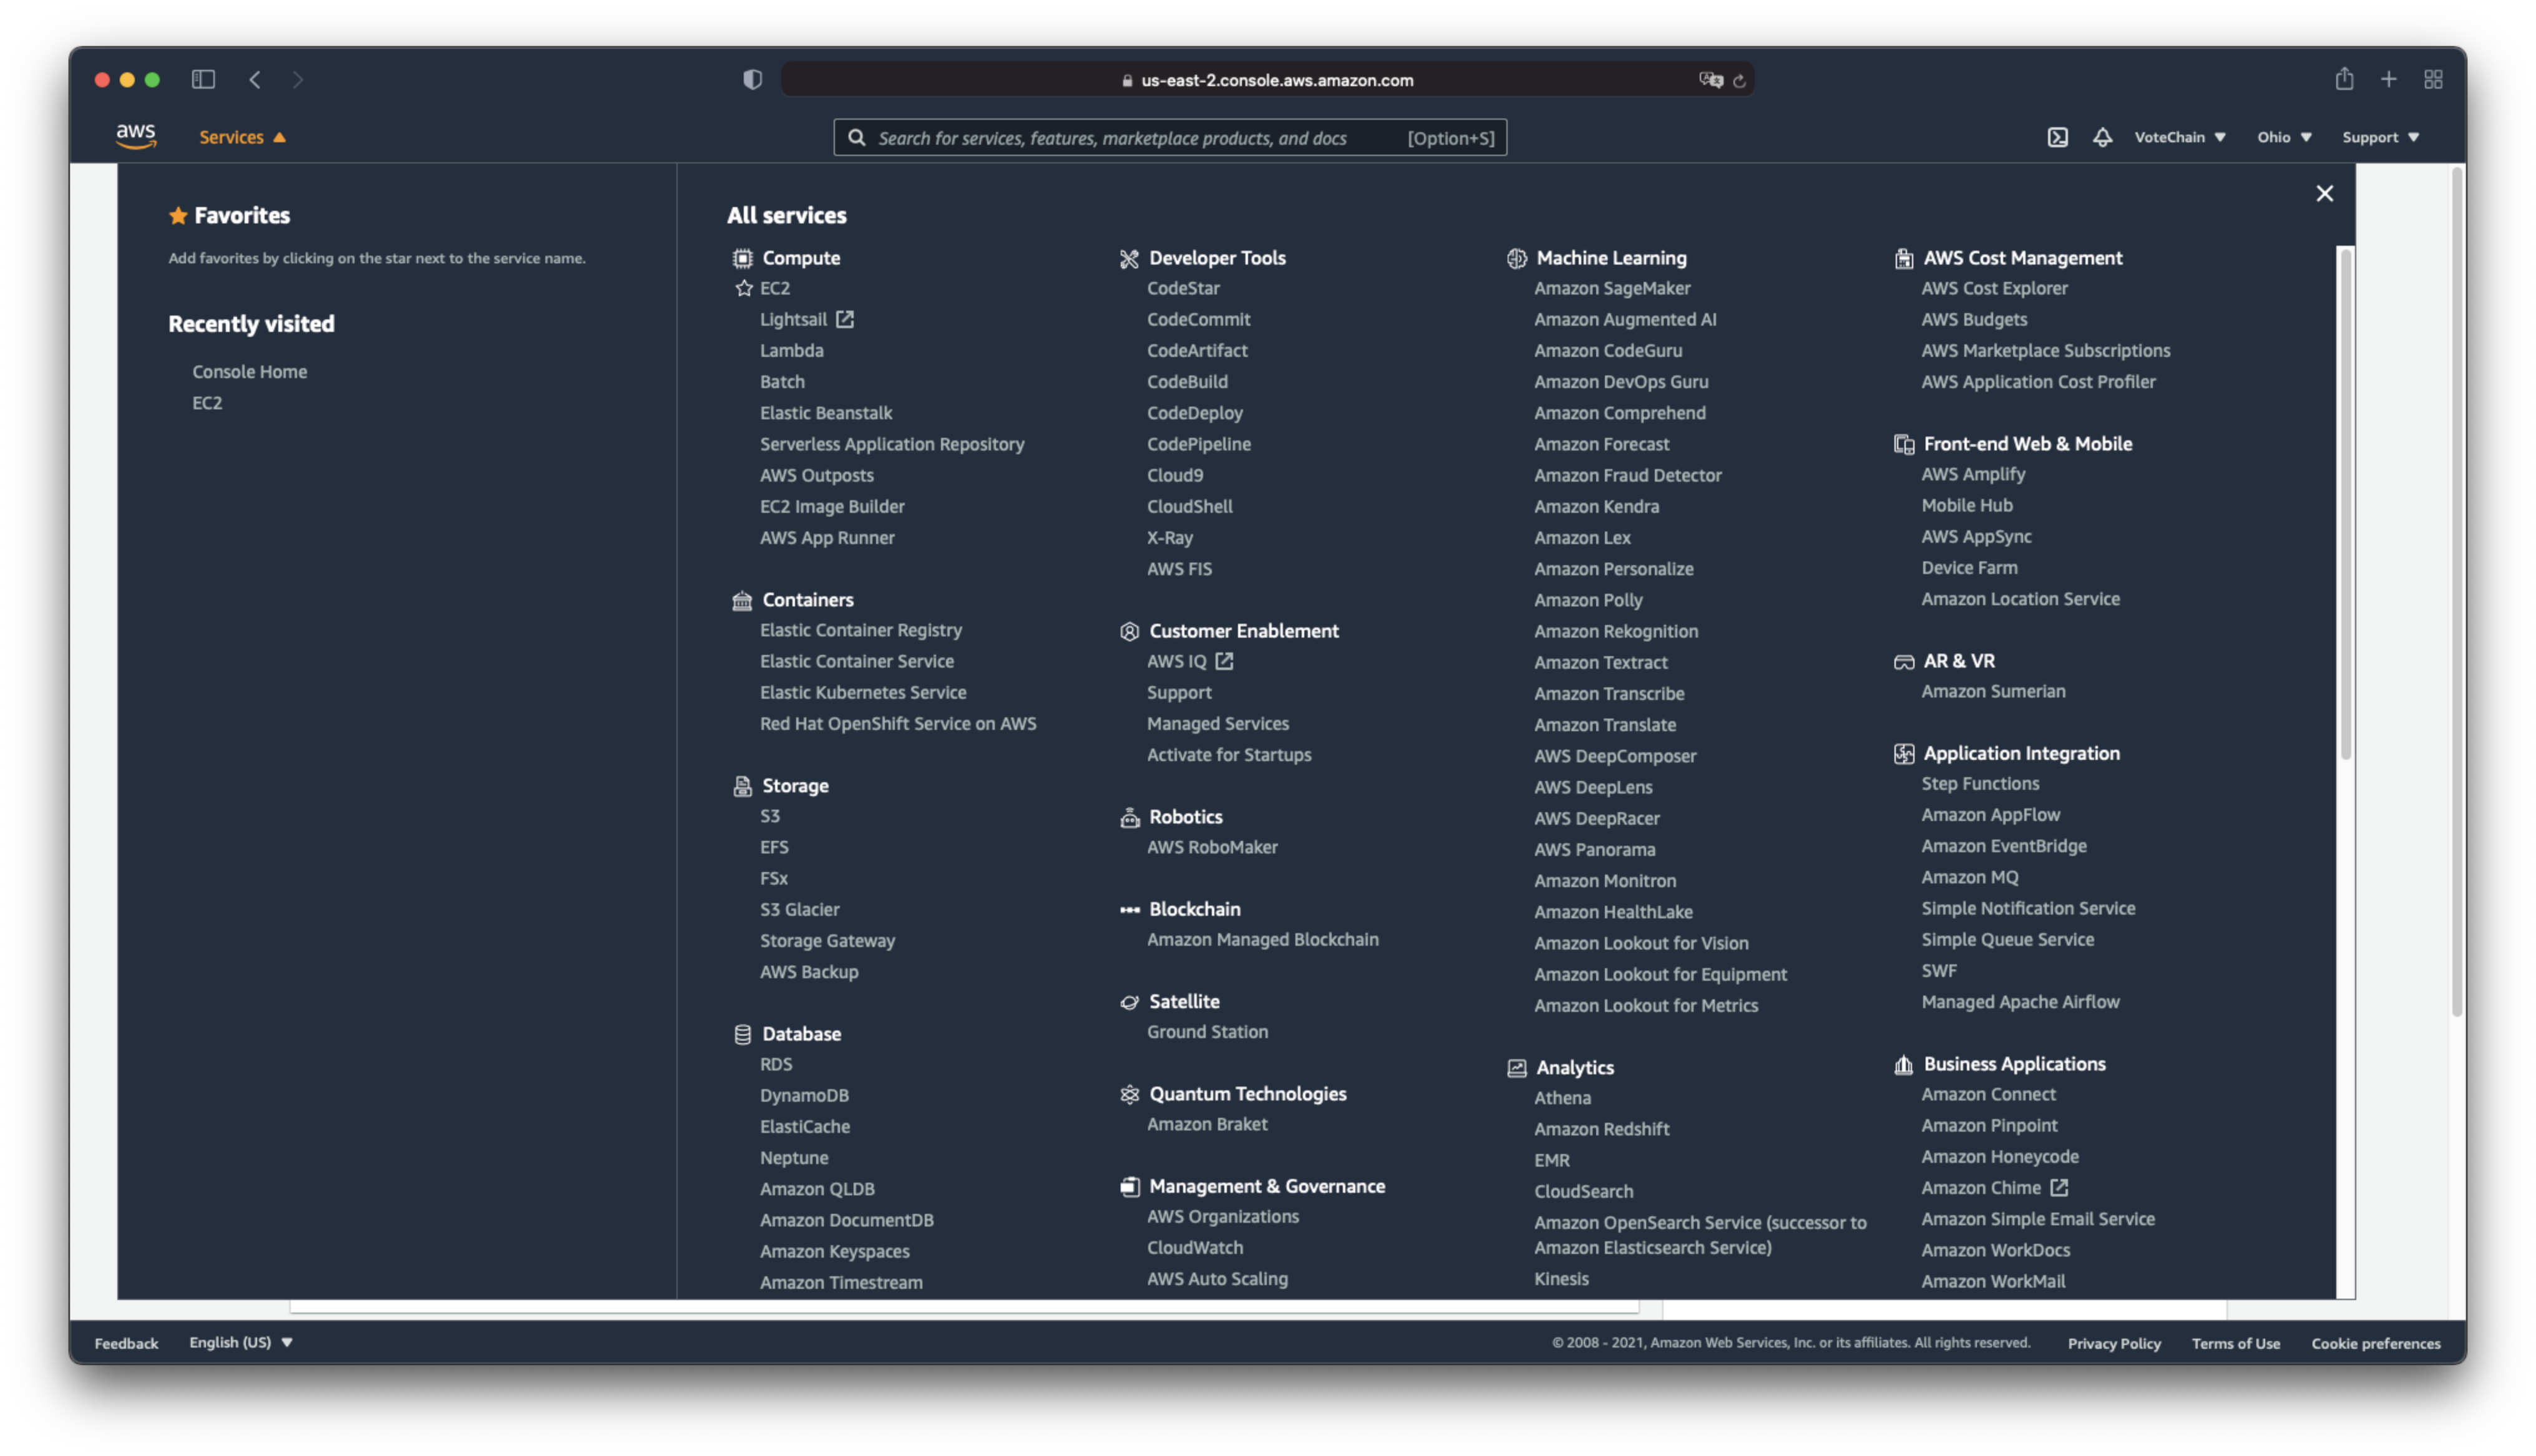 us-east-2.console.aws.amazon.com
aws
Services
Search for services, features, marketplace products, and docs [Option+S]
VoteChain
Ohio
Support
Favorites
Add favorites by clicking on the star next to the service name.
Recently visited
Console Home
EC2
All services
Compute
EC2
Lightsail
Lambda
Batch
Elastic Beanstalk
Serverless Application Repository
AWS Outposts
EC2 Image Builder
AWS App Runner
Containers
Elastic Container Registry
Elastic Container Service
Elastic Kubernetes Service
Red Hat OpenShift Service on AWS
Storage
S3
EFS
FSx
S3 Glacier
Storage Gateway
AWS Backup
Database
RDS
DynamoDB
ElastiCache
Neptune
Amazon QLDB
Amazon DocumentDB
Amazon Keyspaces
Amazon Timestream
Developer Tools
CodeStar
CodeCommit
CodeArtifact
CodeBuild
CodeDeploy
CodePipeline
Cloud9
CloudShell
X-Ray
AWS FIS
Customer Enablement
AWS IQ
Support
Managed Services
Activate for Startups
Robotics
AWS RoboMaker
Blockchain
Amazon Managed Blockchain
Satellite
Ground Station
Quantum Technologies
Amazon Braket
Management & Governance
AWS Organizations
CloudWatch
AWS Auto Scaling
Machine Learning
Amazon SageMaker
Amazon Augmented AI
Amazon CodeGuru
Amazon DevOps Guru
Amazon Comprehend
Amazon Forecast
Amazon Fraud Detector
Amazon Kendra
Amazon Lex
Amazon Personalize
Amazon Polly
Amazon Rekognition
Amazon Textract
Amazon Transcribe
Amazon Translate
AWS DeepComposer
AWS DeepLens
AWS DeepRacer
AWS Panorama
Amazon Monitron
Amazon HealthLake
Amazon Lookout for Vision
Amazon Lookout for Equipment
Amazon Lookout for Metrics
Analytics
Athena
Amazon Redshift
EMR
CloudSearch
Amazon OpenSearch Service (successor to
Amazon Elasticsearch Service)
Kinesis
AWS Cost Management
AWS Cost Explorer
AWS Budgets
AWS Marketplace Subscriptions
AWS Application Cost Profiler
Front-end Web & Mobile
AWS Amplify
Mobile Hub
AWS AppSync
Device Farm
Amazon Location Service
AR & VR
Amazon Sumerian
Application Integration
Step Functions
Amazon AppFlow
Amazon EventBridge
Amazon MQ
Simple Notification Service
Simple Queue Service
SWF
Managed Apache Airflow
Business Applications
Amazon Connect
Amazon Pinpoint
Amazon Honeycode
Amazon Chime
Amazon Simple Email Service
Amazon WorkDocs
Amazon WorkMail
Feedback
English (US)
© 2008 - 2021, Amazon Web Services, Inc. or its affiliates. All rights reserved.
Privacy Policy
Terms of Use
Cookie preferences